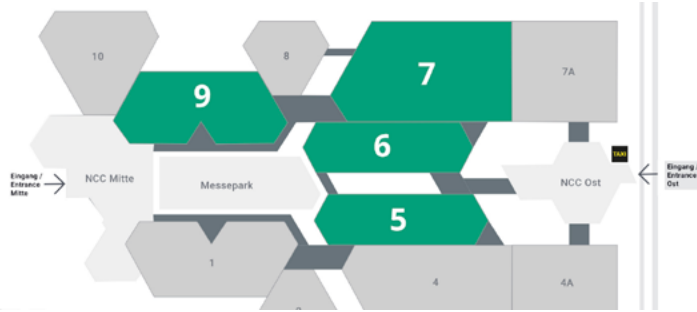 10
8
7
7A
9
6
TAXI
Eingang /
Entrance
Mitte
NCC Mitte
Messepark
NCC Ost
Eingang /
Entrance
Ost
5
1
4
4A